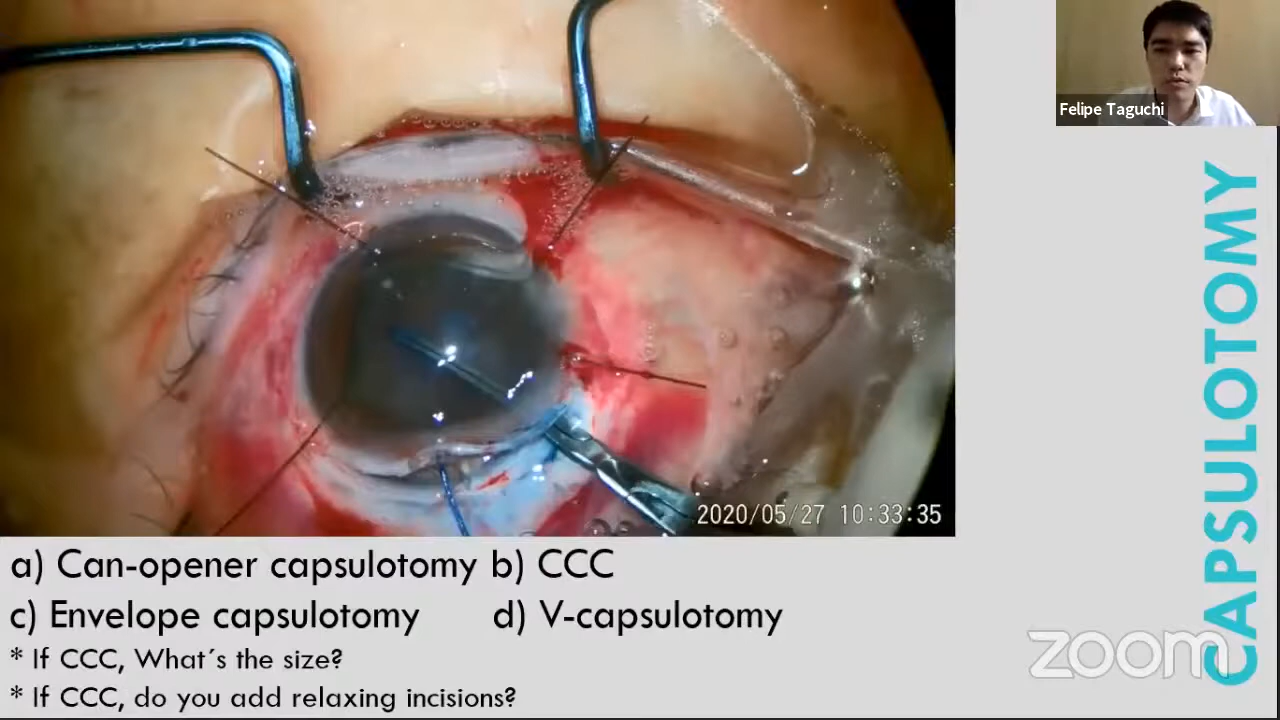 Felipe Taguchi
CAPSULOTOMY
2020/05/27 10:33:35
a) Can-opener capsulotomy b) CCC
c) Envelope capsulotomy d) V-capsulotomy
* If CCC, What´s the size?
* If CCC, do you add relaxing incisions?
zoom